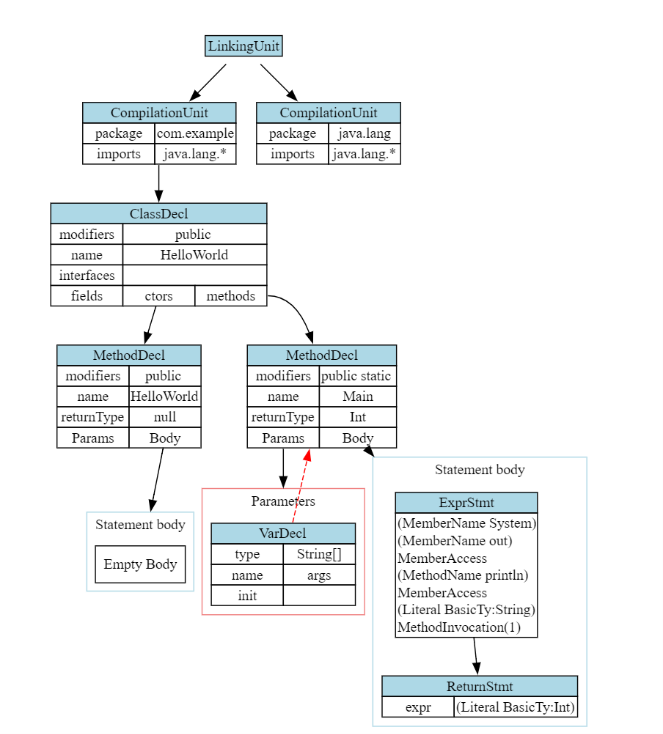 LinkingUnit
CompilationUnit
package com.example
imports java.lang.*
CompilationUnit
package java.lang
imports java.lang.*
ClassDecl
modifiers public
name HelloWorld
interfaces
fields ctors methods
MethodDecl
modifiers public
name HelloWorld
returnType null
Params Body
MethodDecl
modifiers public static
name Main
returnType Int
Params Body
Statement body
Empty Body
Parameters
VarDecl
type String[]
name args
init
Statement body
ExprStmt
(MemberName System)
(MemberName out)
MemberAccess
(MethodName println)
MemberAccess
(Literal BasicTy:String)
MethodInvocation(1)
ReturnStmt
expr (Literal BasicTy:Int)